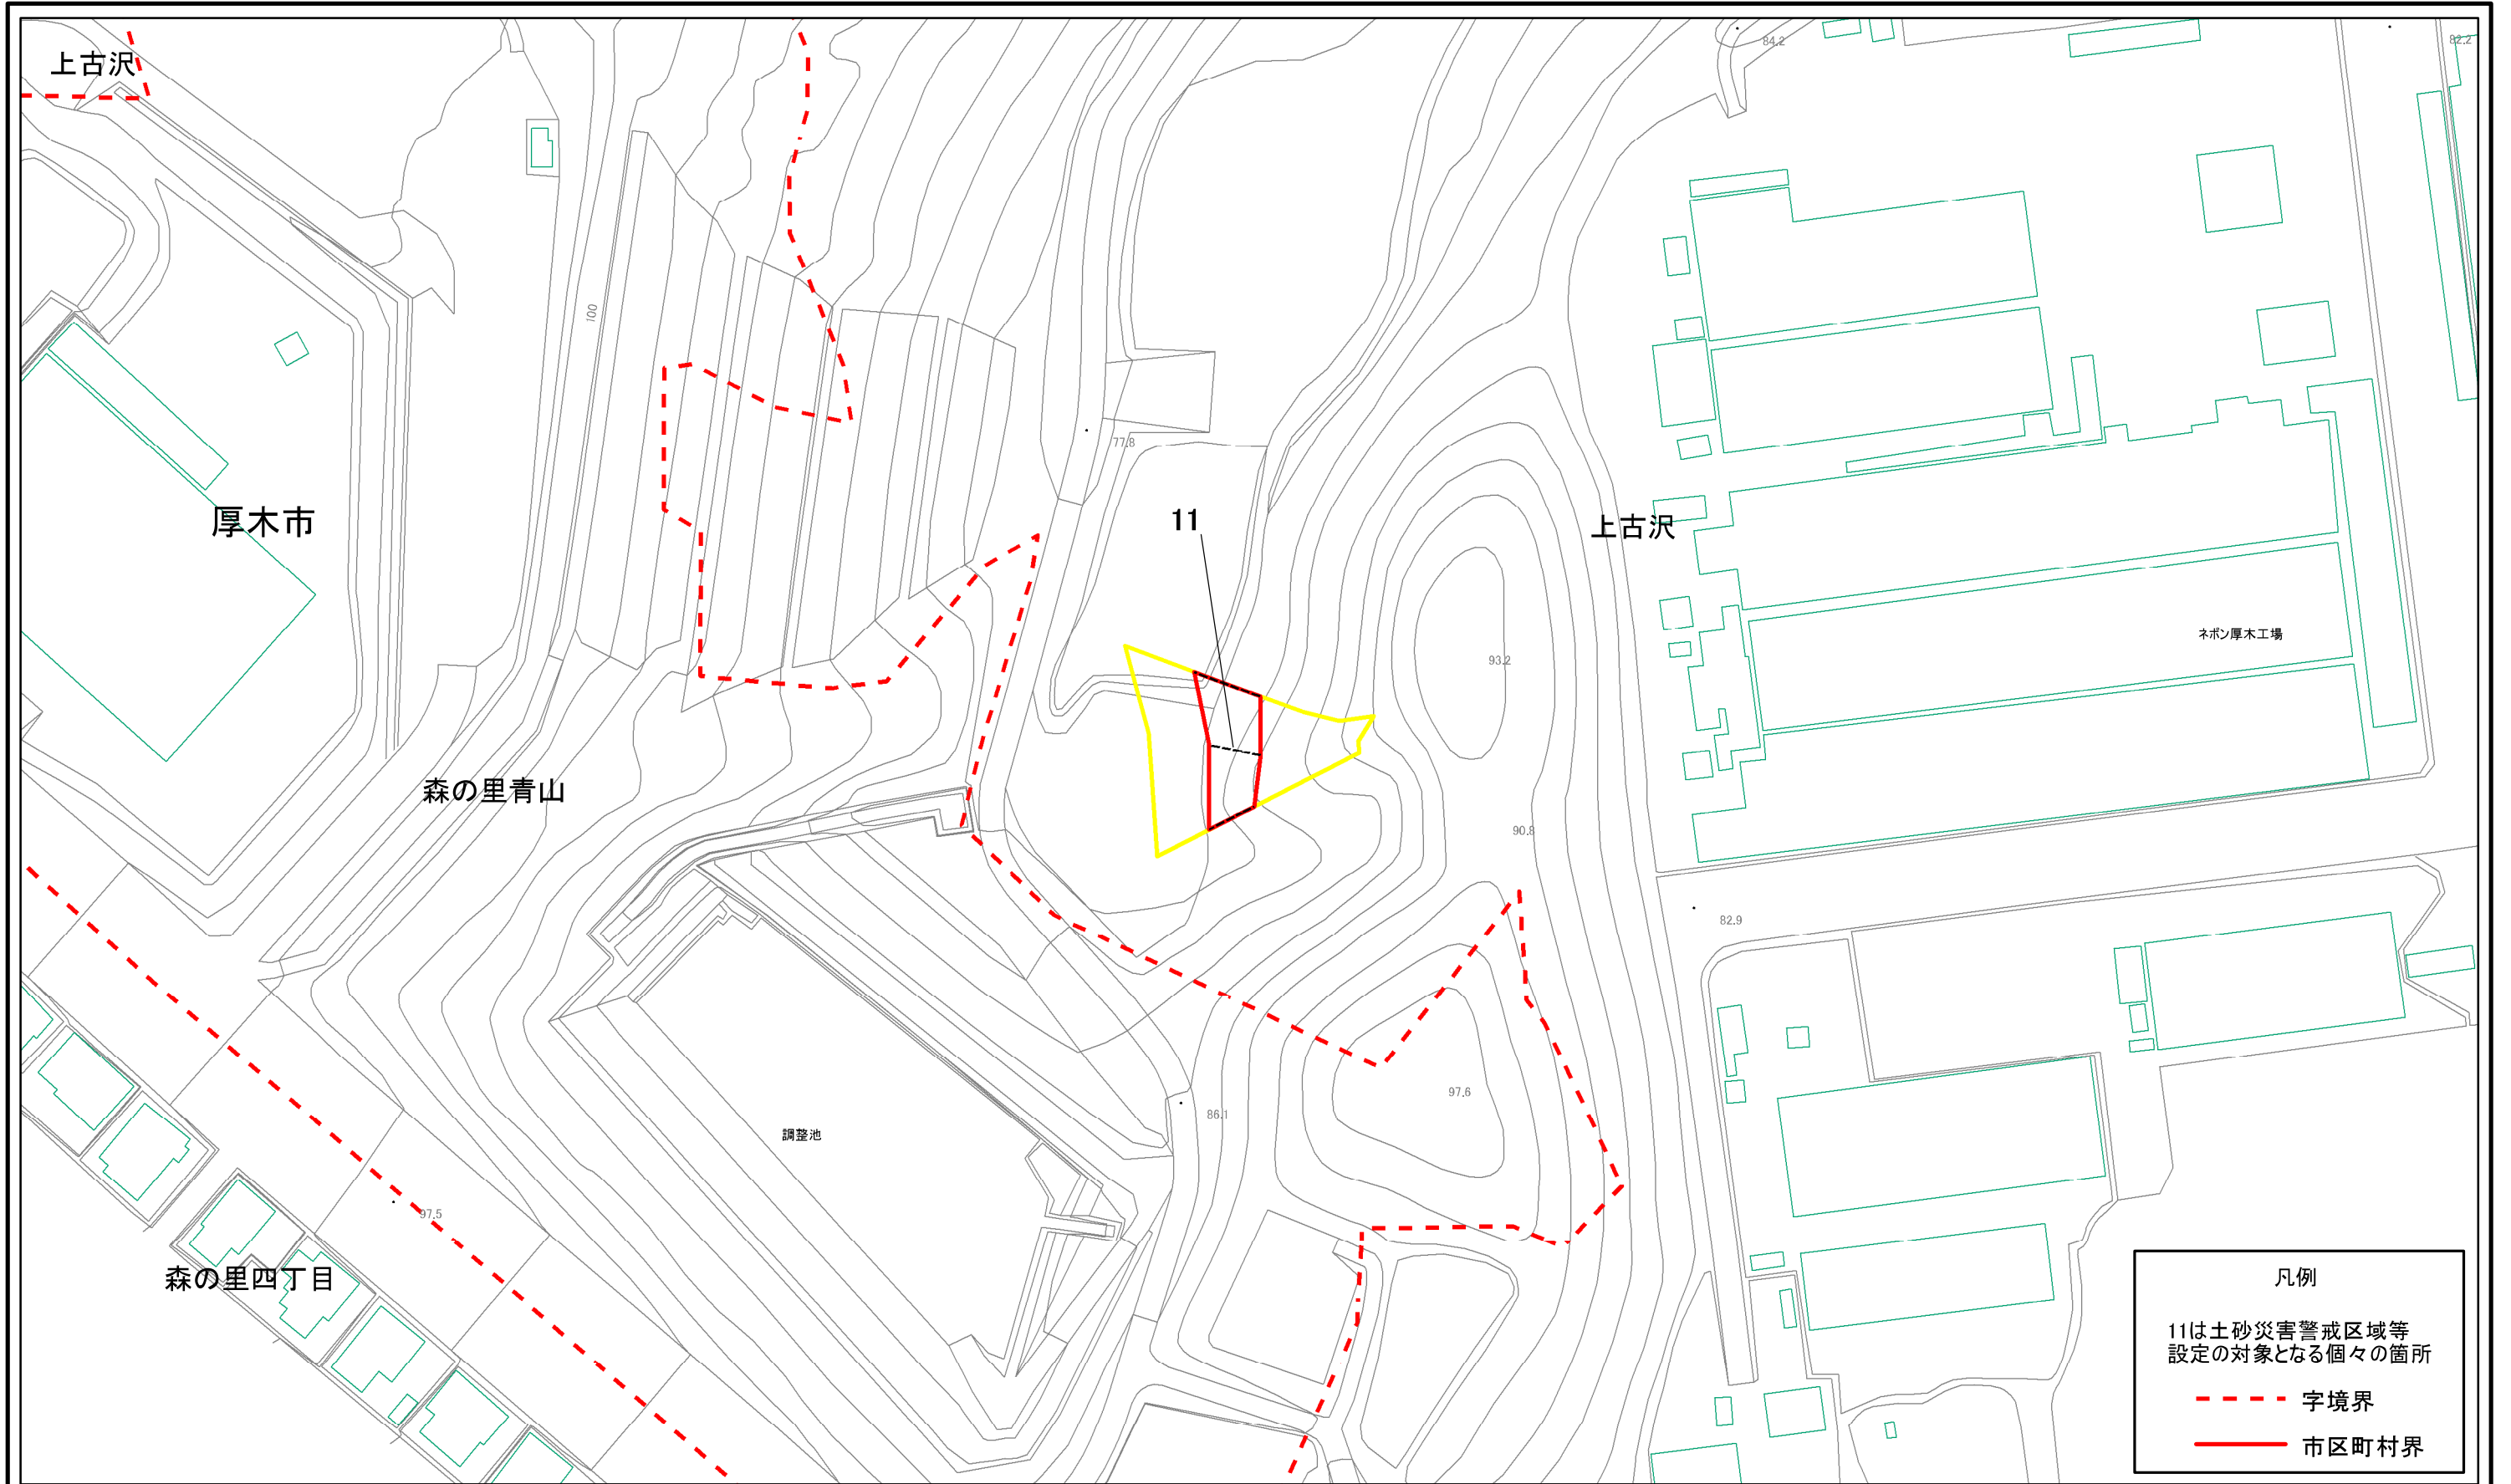 上古沢
84.2
82.2
100
77.8
厚木市
11
上古沢
ネポン厚木工場
93.2
森の里青山
90.8
82.9
97.6
86.1
調整池
97.5
森の里四丁目
凡例
11は土砂災害警戒区域等
設定の対象となる個々の箇所
字境界
市区町村界